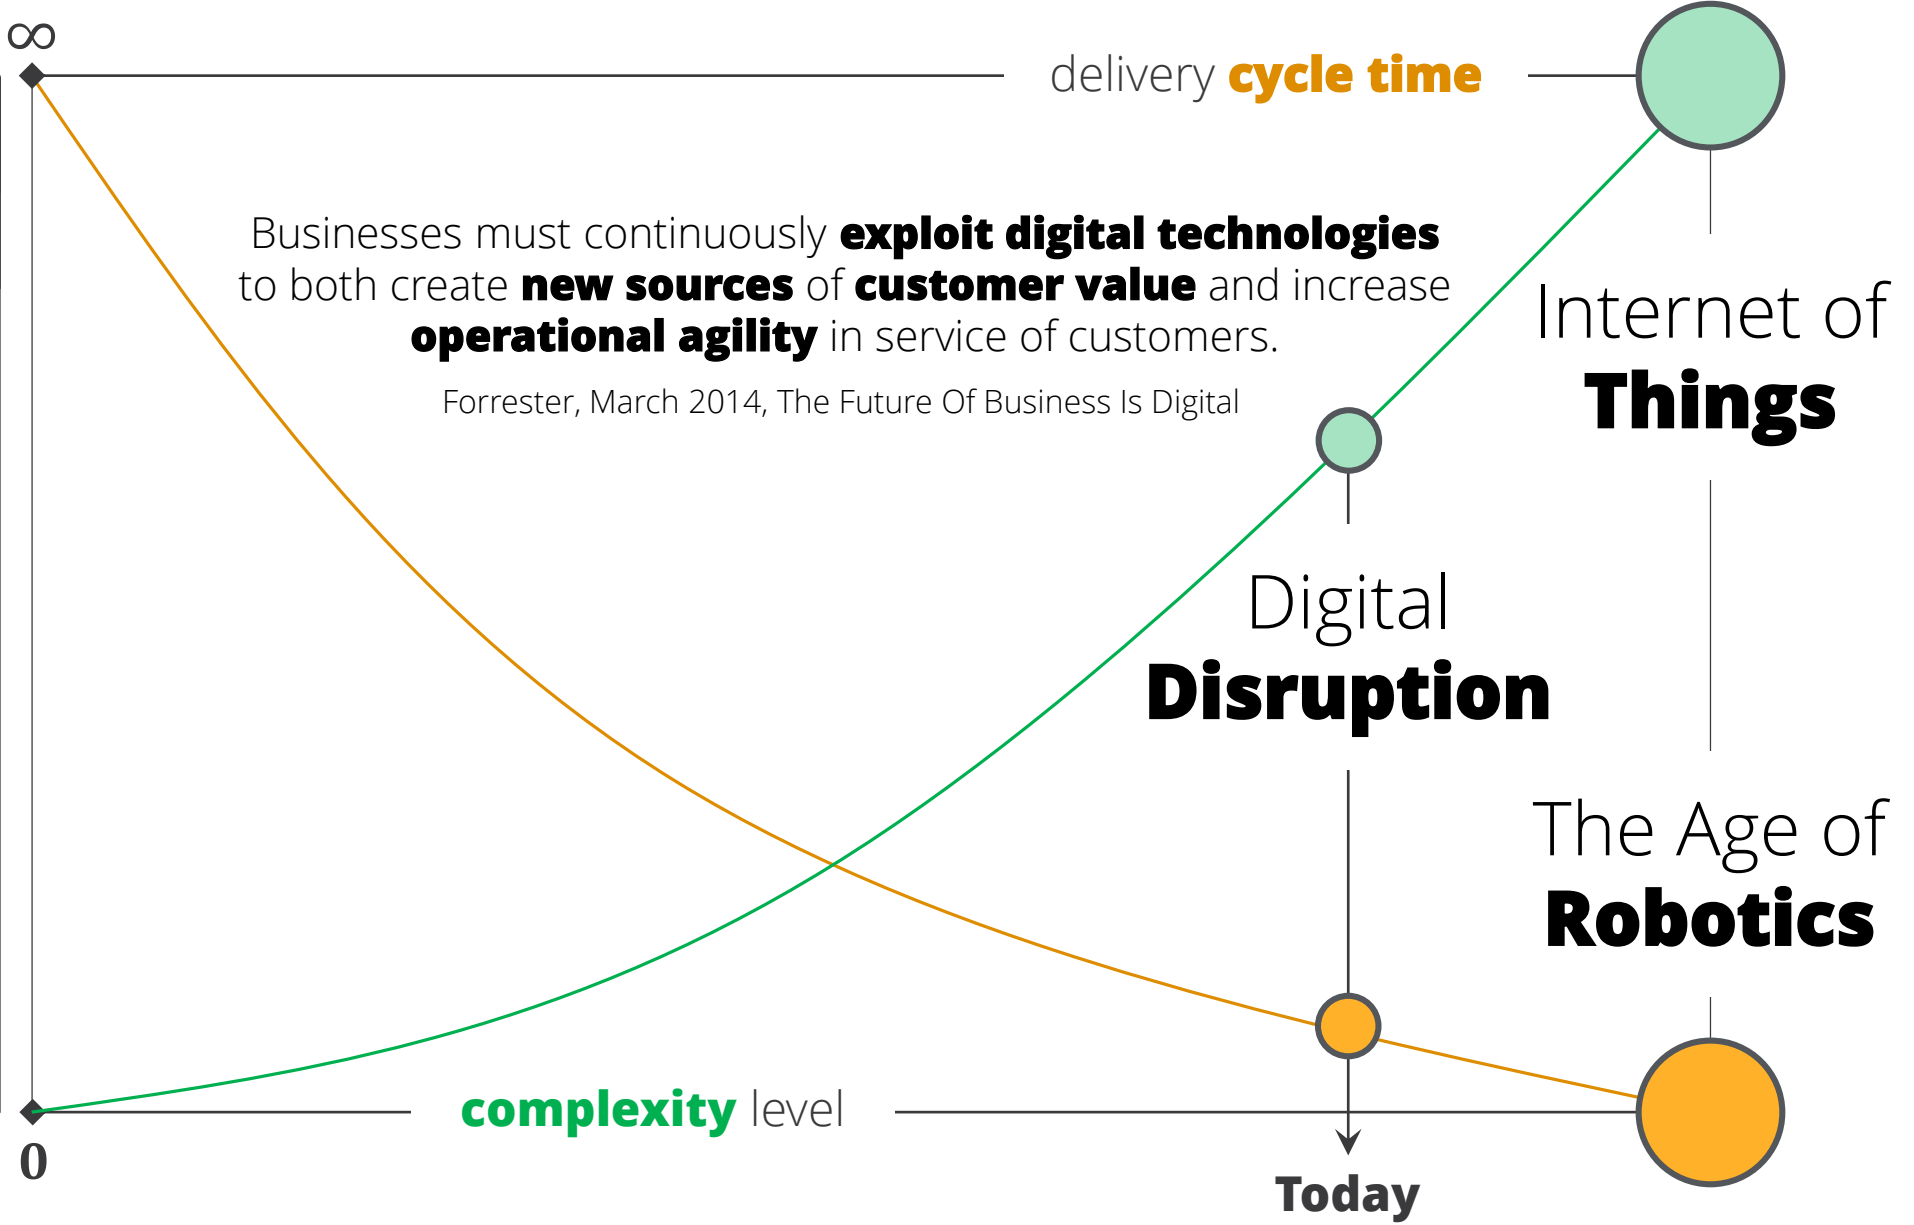 ∞
delivery cycle time
Businesses must continuously exploit digital technologies
to both create new sources of customer value and increase
operational agility in service of customers.
Forrester, March 2014, The Future Of Business Is Digital
Internet of
Things
Digital
Disruption
The Age of
Robotics
complexity level
0
Today